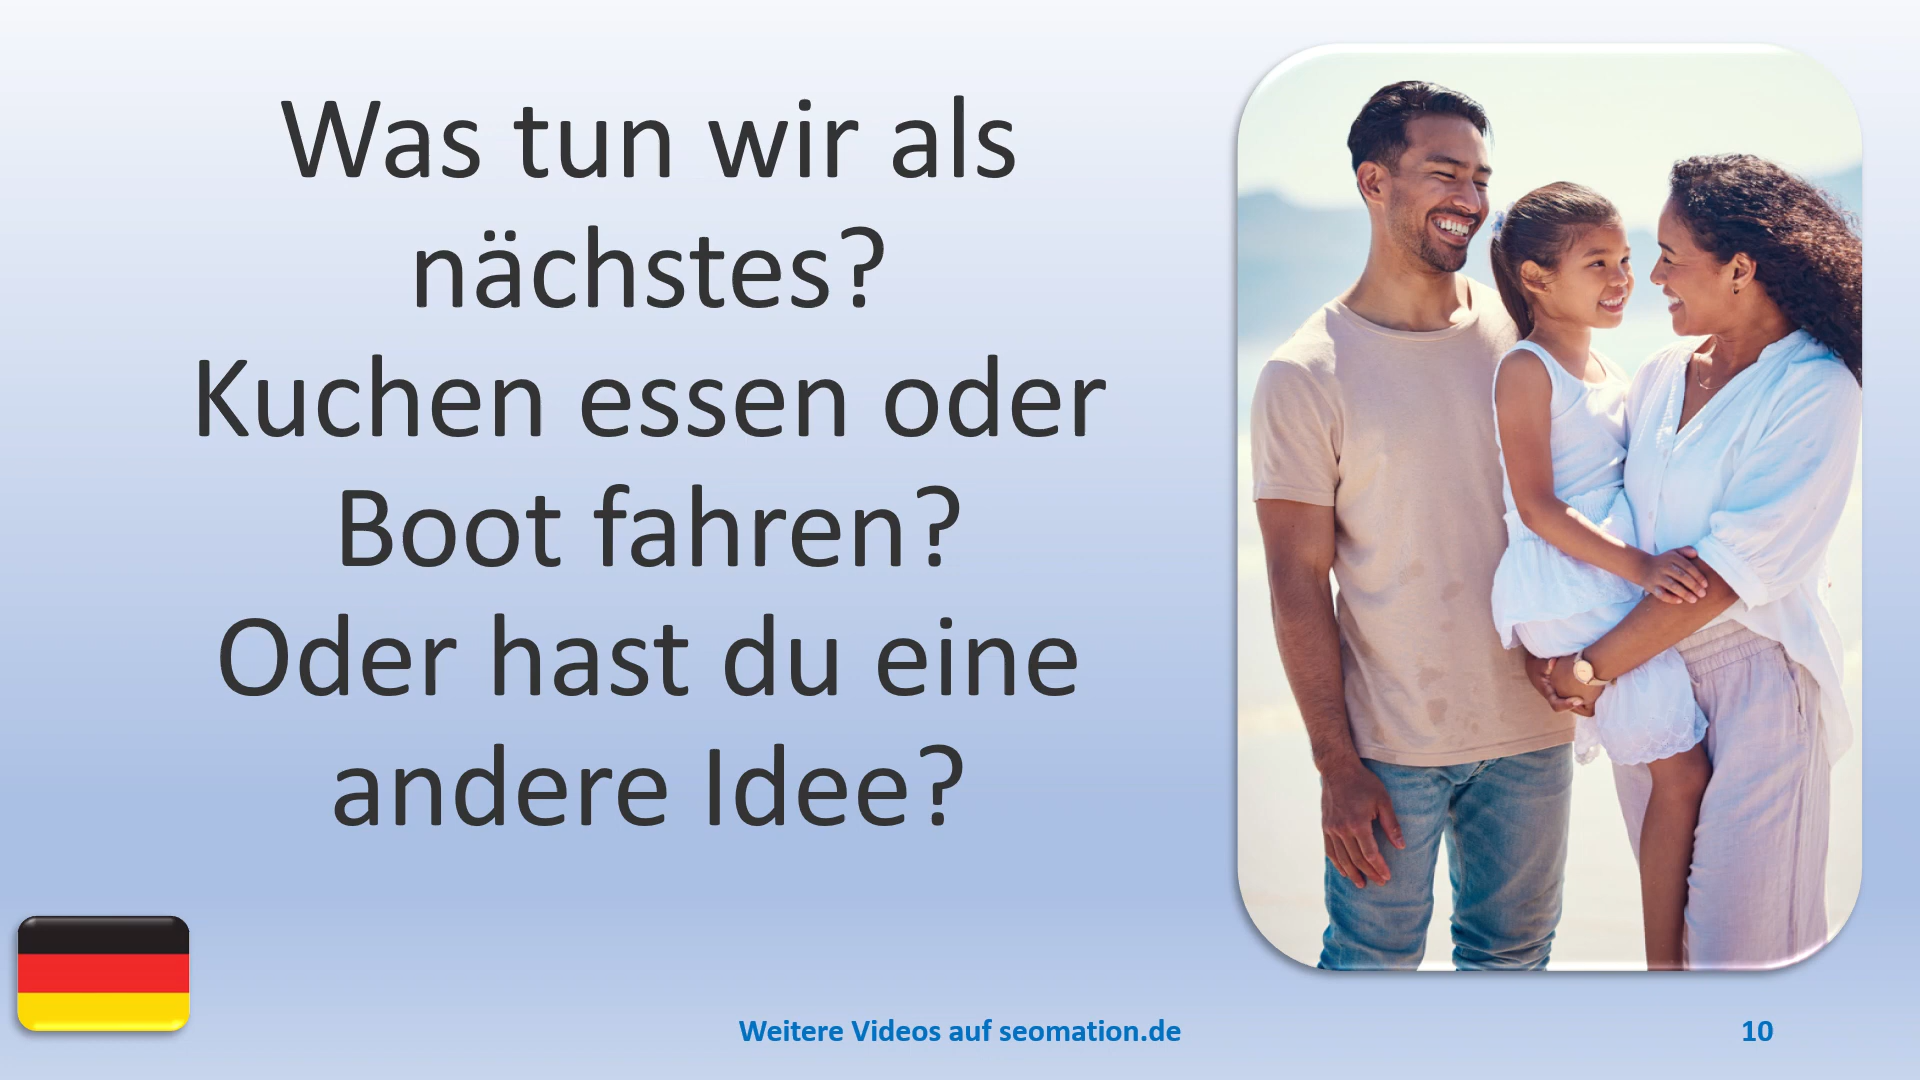 Was tun wir als
nächstes?
Kuchen essen oder
Boot fahren?
Oder hast du eine
andere Idee?
Weitere Videos auf seomation.de
10